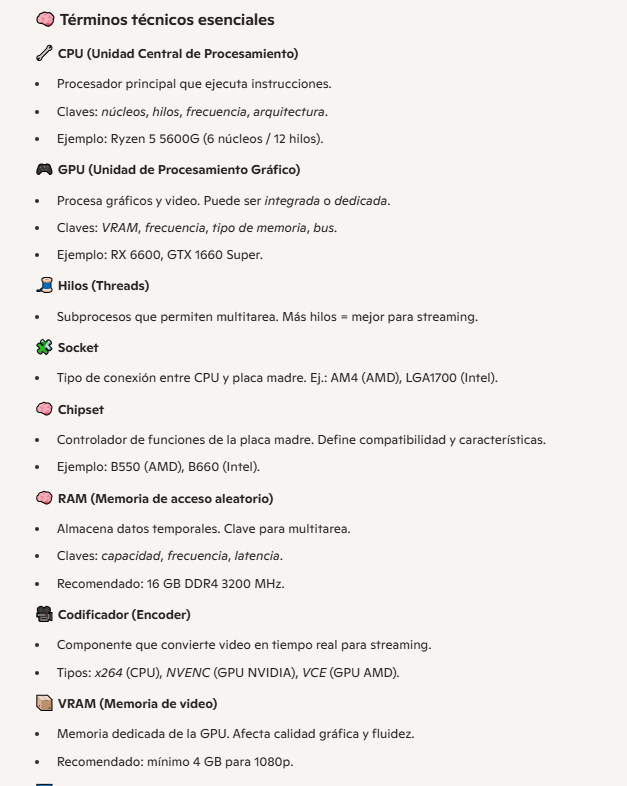 🧠 Términos técnicos esenciales
🦴 CPU (Unidad Central de Procesamiento)
• Procesador principal que ejecuta instrucciones.
• Claves: núcleos, hilos, frecuencia, arquitectura.
• Ejemplo: Ryzen 5 5600G (6 núcleos / 12 hilos).
🎮 GPU (Unidad de Procesamiento Gráfico)
• Procesa gráficos y video. Puede ser integrada o dedicada.
• Claves: VRAM, frecuencia, tipo de memoria, bus.
• Ejemplo: RX 6600, GTX 1660 Super.
🧵 Hilos (Threads)
• Subprocesos que permiten multitarea. Más hilos = mejor para streaming.
🧩 Socket
• Tipo de conexión entre CPU y placa madre. Ej.: AM4 (AMD), LGA1700 (Intel).
🧠 Chipset
• Controlador de funciones de la placa madre. Define compatibilidad y características.
• Ejemplo: B550 (AMD), B660 (Intel).
🧠 RAM (Memoria de acceso aleatorio)
• Almacena datos temporales. Clave para multitarea.
• Claves: capacidad, frecuencia, latencia.
• Recomendado: 16 GB DDR4 3200 MHz.
🎥 Codificador (Encoder)
• Componente que convierte video en tiempo real para streaming.
• Tipos: x264 (CPU), NVENC (GPU NVIDIA), VCE (GPU AMD).
📦 VRAM (Memoria de video)
• Memoria dedicada de la GPU. Afecta calidad gráfica y fluidez.
• Recomendado: mínimo 4 GB para 1080p.